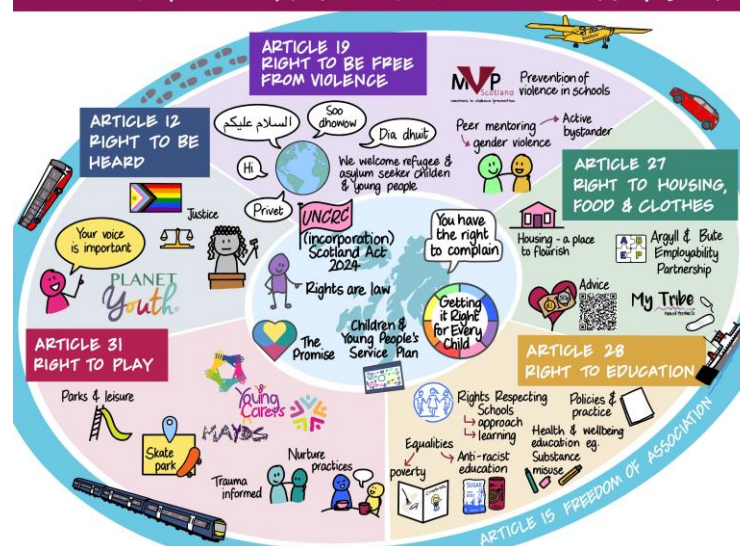 ARTICLE 19
RIGHT TO BE FREE
FROM VIOLENCE
السلام عليكم
Soo
dhowow
Dia dhuit
Hi
Privet
We welcome refugee &
asylum seeker childen
& young people
MVP
Scotland
mentors in violence prevention
Prevention of
violence in schools
Peer mentoring
gender violence
Active
bystander
ARTICLE 12
RIGHT TO BE
HEARD
Justice
Your voice
is important
PLANET
Youth
ARTICLE 27
RIGHT TO HOUSING,
FOOD & CLOTHES
Housing - a place
to flourish
A B
E P
Argyll & Bute
Employability
Partnership
Advice
My Tribe
UNCRC
(incorporation)
Scotland Act
2024
Rights are law
You have
the right
to complain
The
Promise
Children &
Young People's
Service Plan
Getting
it Right
for Every
Child
ARTICLE 31
RIGHT TO PLAY
Parks & leisure
Skate
park
Young
Carers
MAYDS
Trauma
informed
Nurture
practices
ARTICLE 28
RIGHT TO EDUCATION
Rights Respecting
Schools
approach
learning
Policies &
practice
Equalities
poverty
Anti-racist
education
Health & wellbeing
education eg.
Substance
misuse
SUGAR
ARTICLE 15 FREEDOM OF ASSOCIATION